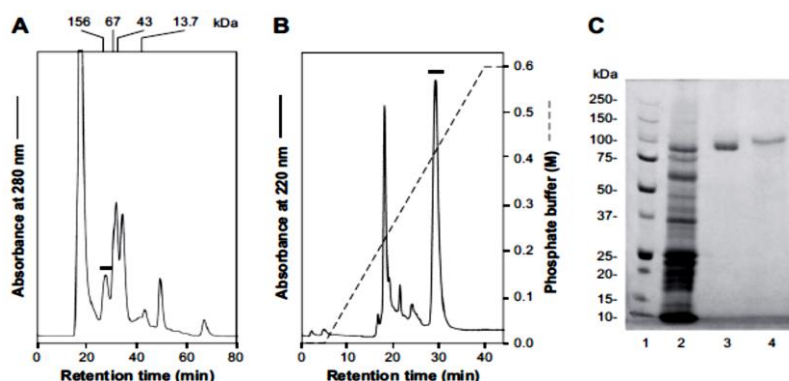 A
156 67 43 13.7 kDa
Absorbance at 280 nm
0 20 40 60 80
Retention time (min)
B
Absorbance at 220 nm
0.6
0.5
0.4
0.3
0.2
0.1
0.0
Phosphate buffer (M)
0 10 20 30 40
Retention time (min)
C
kDa
250-
150-
100-
75-
50-
37-
25-
20-
15-
10-
1 2 3 4